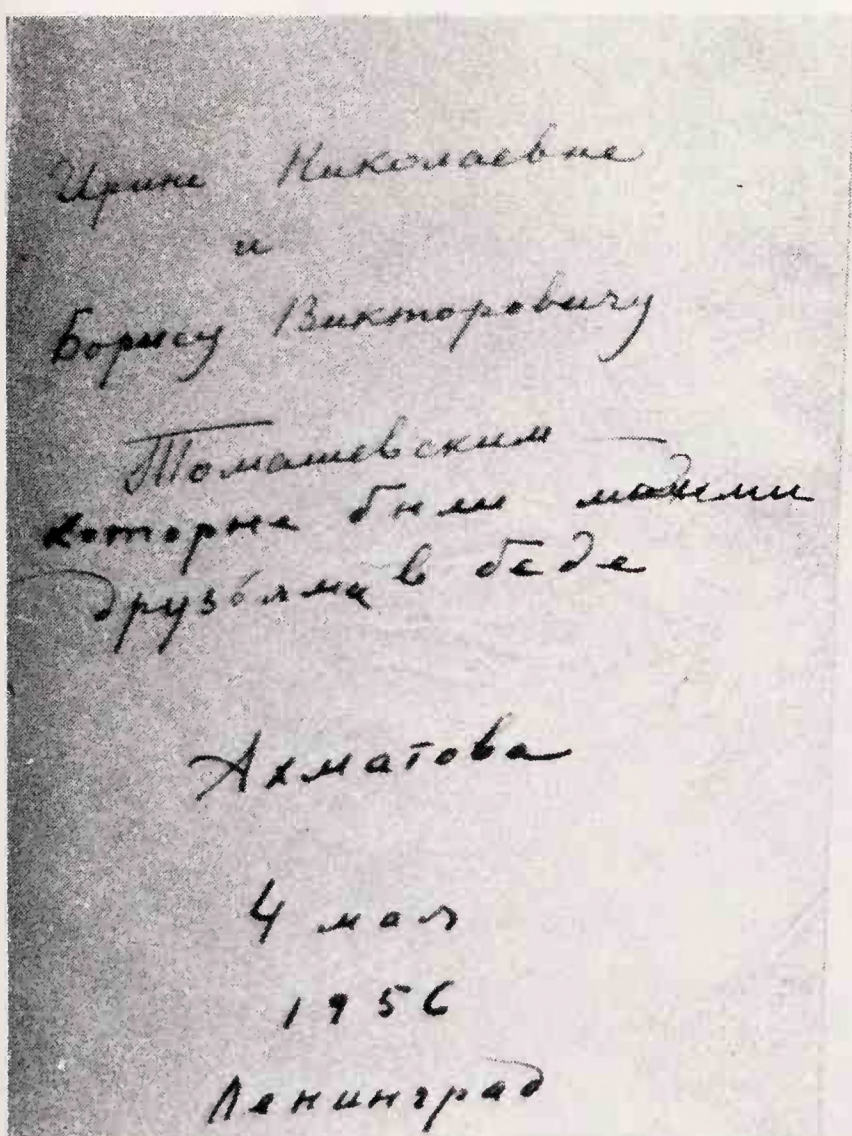 Ирине Николаевне
и
Борису Викторовичу
Томашевским —
которые были моими
друзьями в беде
Ахматова
4 мая
1956
Ленинград